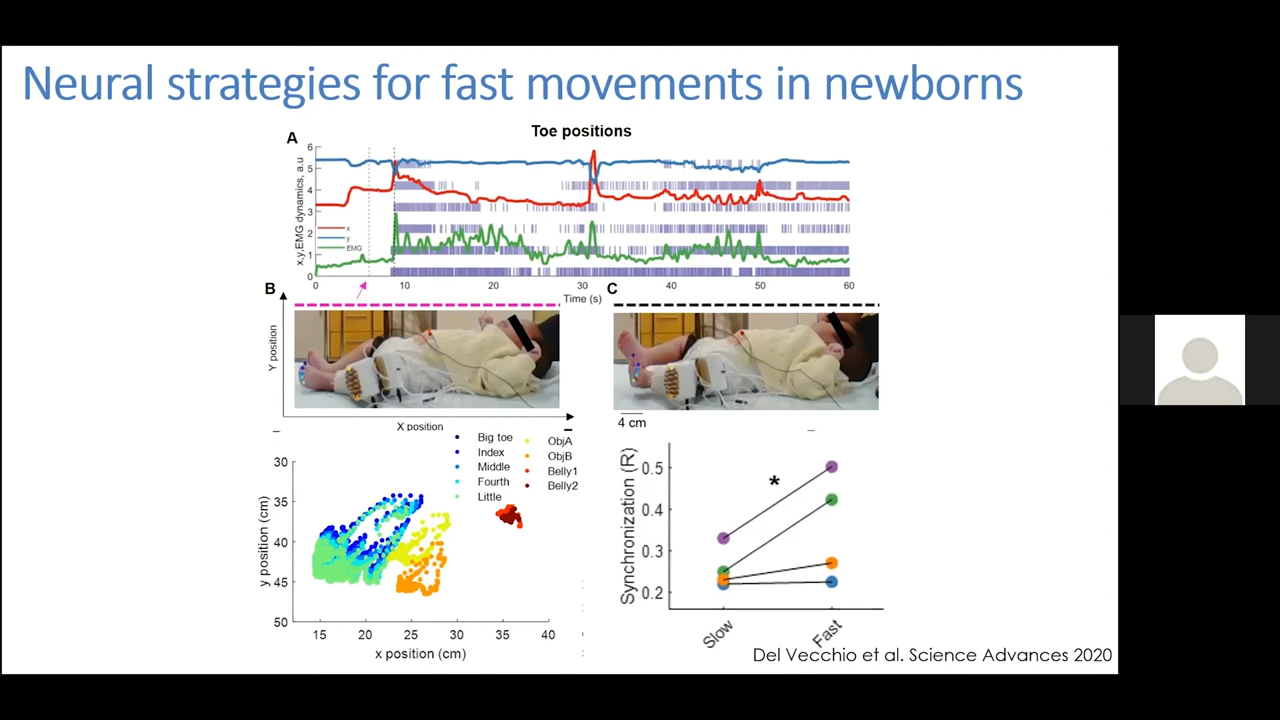 Neural strategies for fast movements in newborns
A
Toe positions
x,y,EMG dynamics, a.u
6
5
4
3
2
1
0
x
y
EMG
0
10
20
30
40
50
60
Time (s)
B
C
Y position
X position
4 cm
Big toe
Index
Middle
Fourth
Little
ObjA
ObjB
Belly1
Belly2
y position (cm)
30
35
40
45
50
15
20
25
30
35
40
x position (cm)
Synchronization (R)
0.5
0.4
0.3
0.2
*
Slow
Fast
Del Vecchio et al. Science Advances 2020